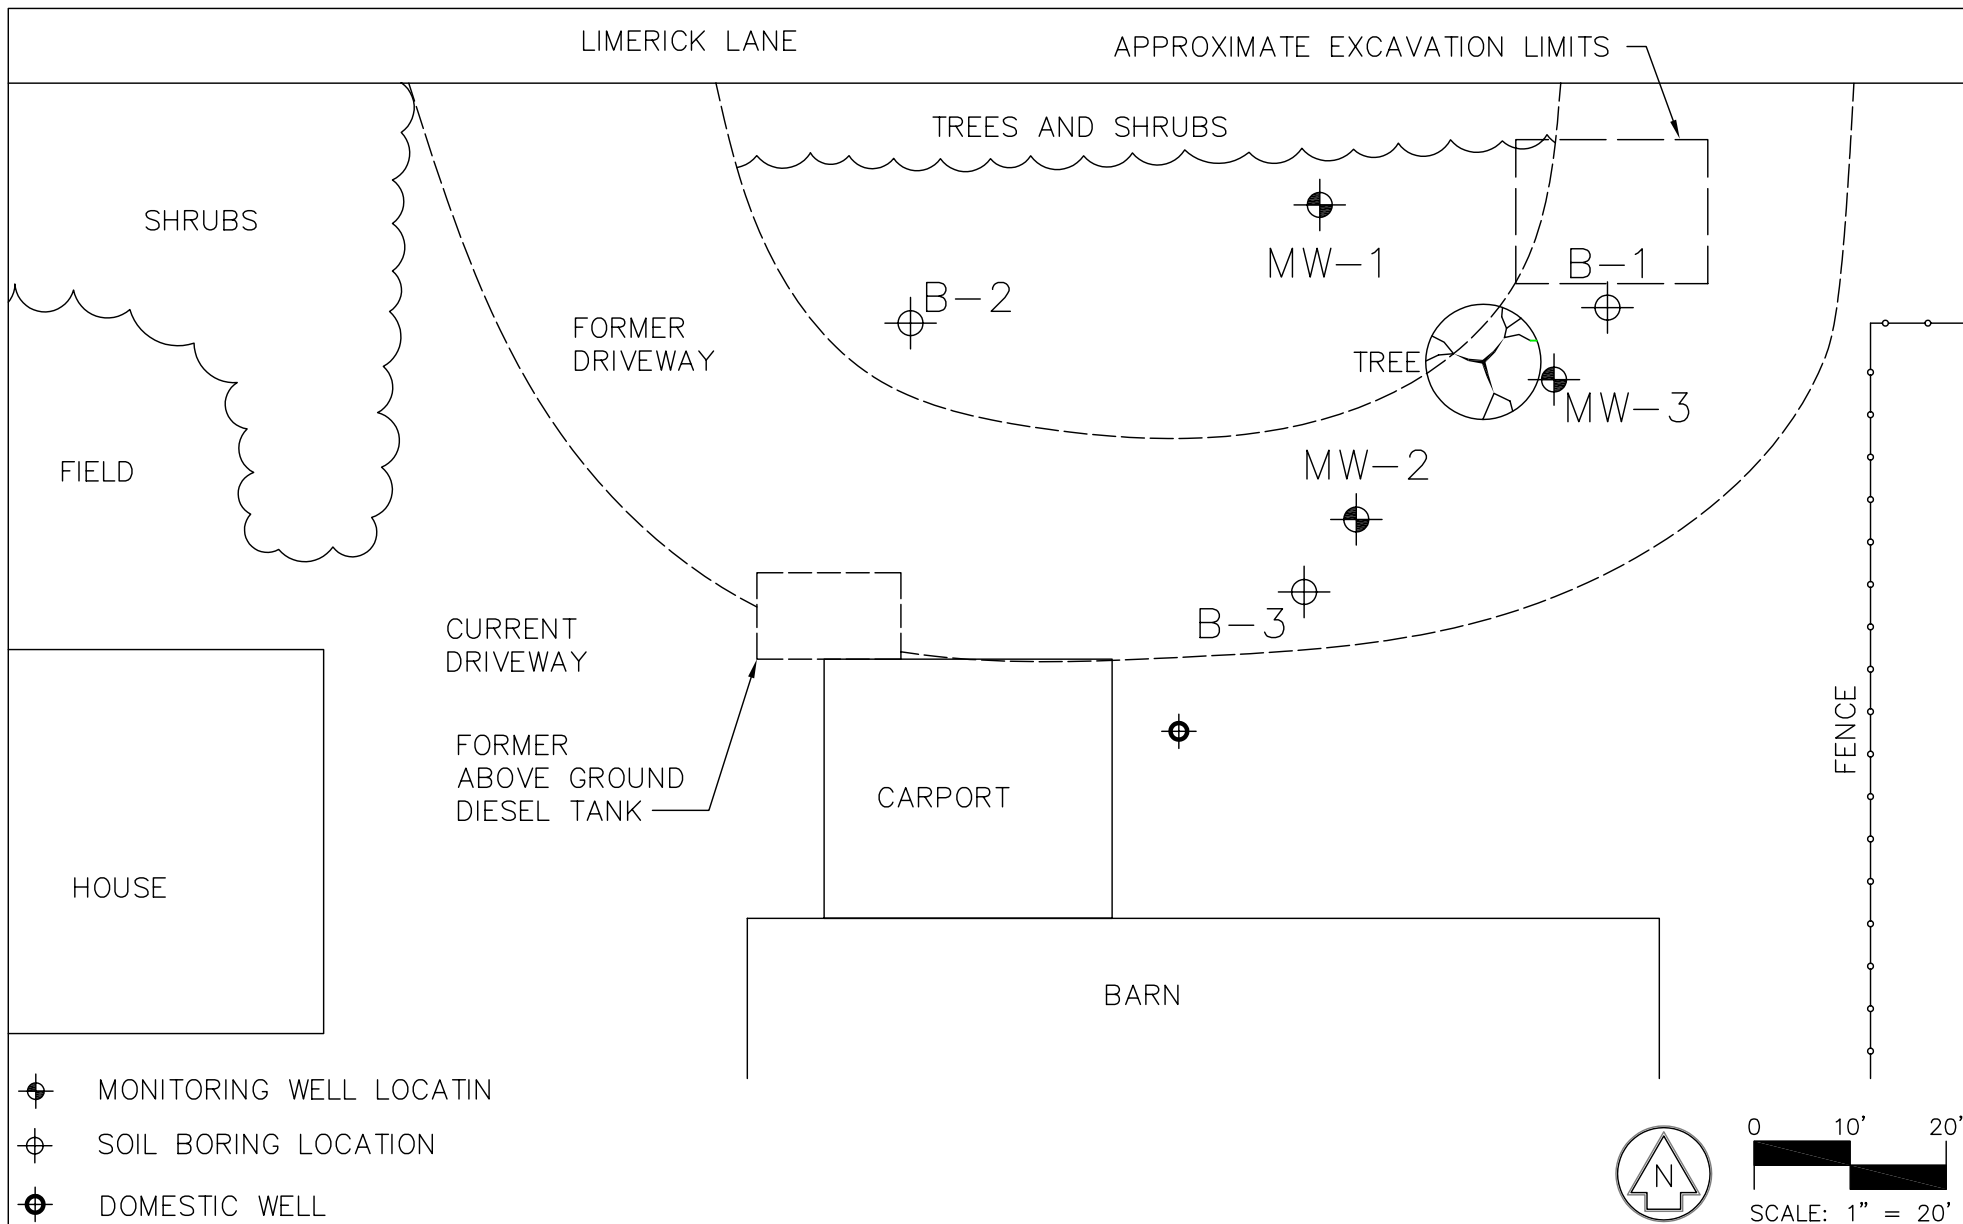 LIMERICK LANE
APPROXIMATE EXCAVATION LIMITS
TREES AND SHRUBS
SHRUBS
MW-1
B-1
B-2
FORMER
DRIVEWAY
TREE
MW-3
MW-2
FIELD
B-3
CURRENT
DRIVEWAY
FENCE
FORMER
ABOVE GROUND
DIESEL TANK
CARPORT
HOUSE
BARN
MONITORING WELL LOCATIN
SOIL BORING LOCATION
DOMESTIC WELL
N
0 10' 20'
SCALE: 1" = 20'